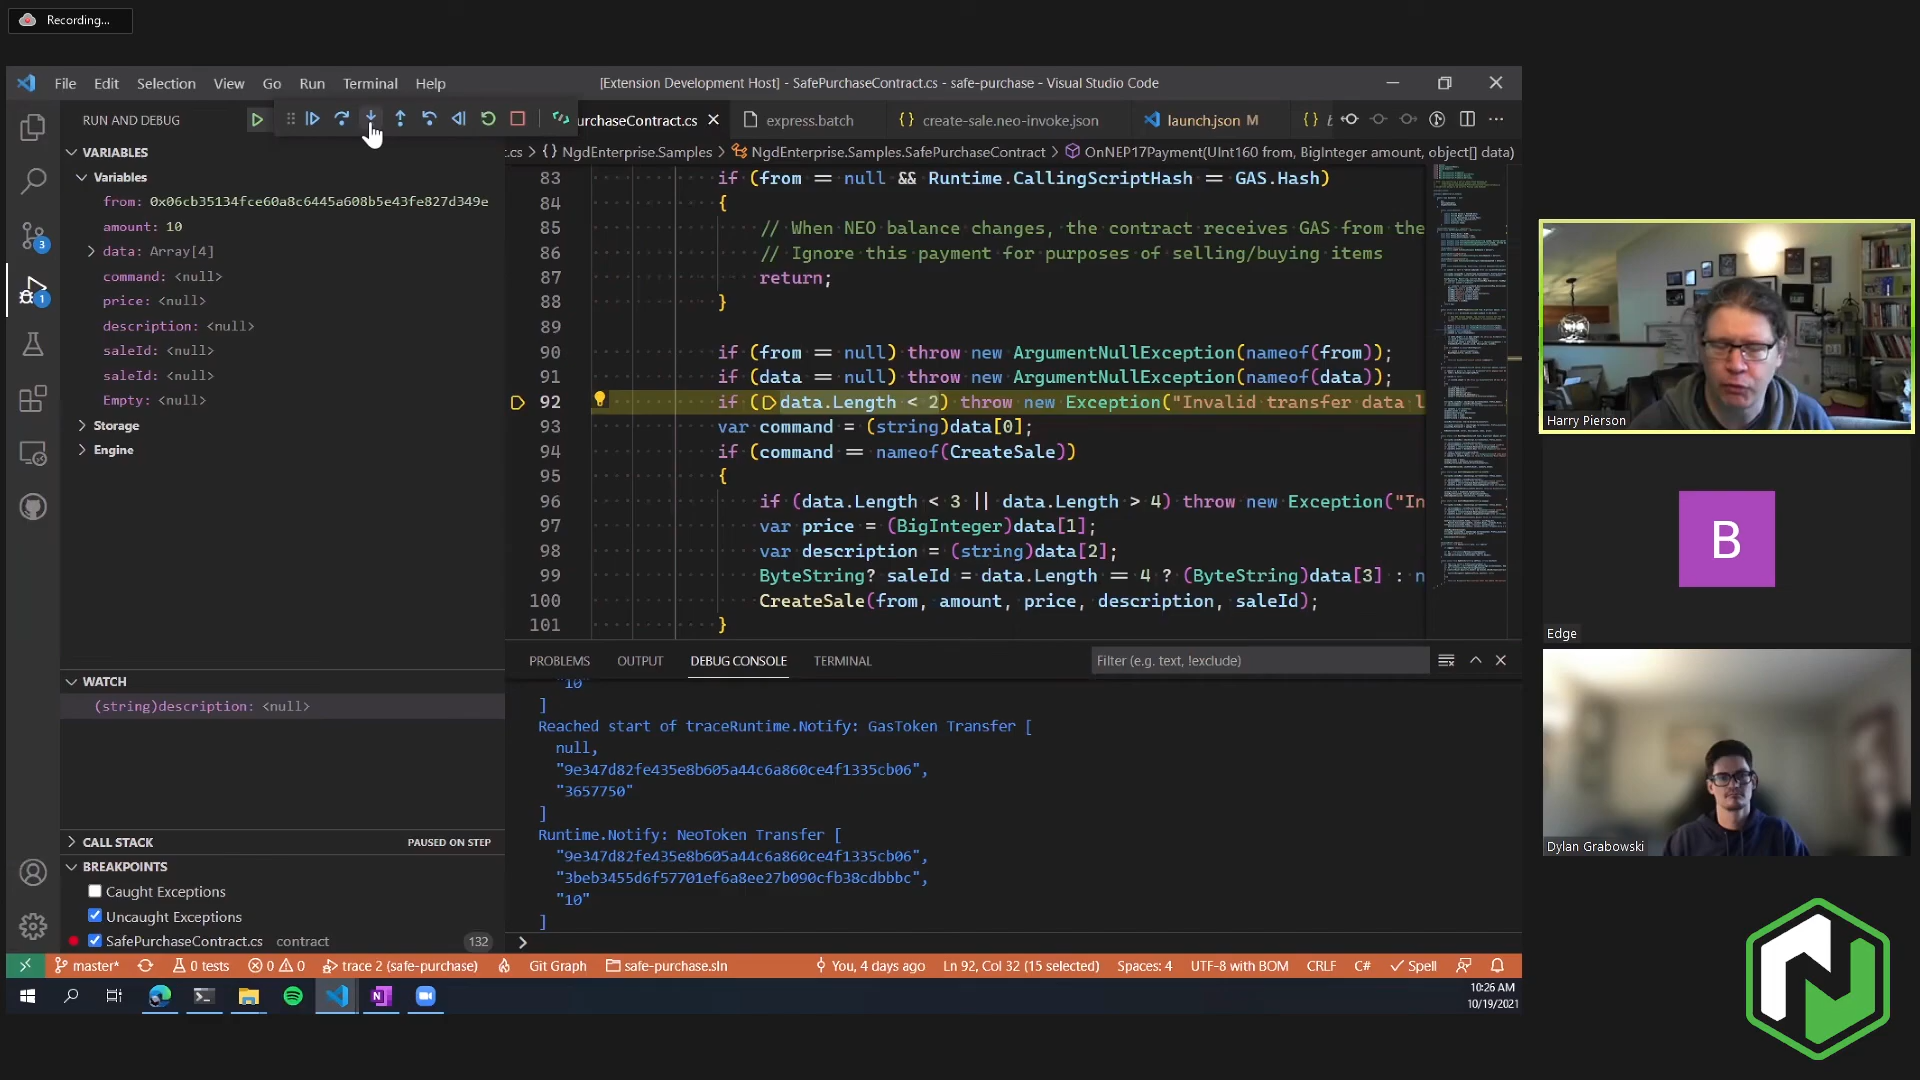 Recording...
File Edit Selection View Go Run Terminal Help
[Extension Development Host] - SafePurchaseContract.cs - safe-purchase - Visual Studio Code
RUN AND DEBUG
urchaseContract.cs
express.batch
{} create-sale.neo-invoke.json
launch.json M
{}
.cs > {} NgdEnterprise.Samples > NgdEnterprise.Samples.SafePurchaseContract > OnNEP17Payment(UInt160 from, BigInteger amount, object[] data)
VARIABLES
Variables
from: 0x06cb35134fce60a8c6445a608b5e43fe827d349e
amount: 10
data: Array[4]
command: <null>
price: <null>
description: <null>
saleId: <null>
saleId: <null>
Empty: <null>
Storage
Engine
3
1
83 if (from == null && Runtime.CallingScriptHash == GAS.Hash)
84 {
85 // When NEO balance changes, the contract receives GAS from the
86 // Ignore this payment for purposes of selling/buying items
87 return;
88 }
89
90 if (from == null) throw new ArgumentNullException(nameof(from));
91 if (data == null) throw new ArgumentNullException(nameof(data));
92 if (data.Length < 2) throw new Exception("Invalid transfer data l
93 var command = (string)data[0];
94 if (command == nameof(CreateSale))
95 {
96 if (data.Length < 3 || data.Length > 4) throw new Exception("In
97 var price = (BigInteger)data[1];
98 var description = (string)data[2];
99 ByteString? saleId = data.Length == 4 ? (ByteString)data[3] : n
100 CreateSale(from, amount, price, description, saleId);
101 }
WATCH
(string)description: <null>
CALL STACK PAUSED ON STEP
BREAKPOINTS
Caught Exceptions
Uncaught Exceptions
SafePurchaseContract.cs contract 132
PROBLEMS OUTPUT DEBUG CONSOLE TERMINAL
Filter (e.g. text, !exclude)
"10"
]
Reached start of traceRuntime.Notify: GasToken Transfer [
null,
"9e347d82fe435e8b605a44c6a860ce4f1335cb06",
"3657750"
]
Runtime.Notify: NeoToken Transfer [
"9e347d82fe435e8b605a44c6a860ce4f1335cb06",
"3beb3455d6f57701ef6a8ee27b090cfb38cdbbbc",
"10"
]
master* 0 tests 0 0 trace 2 (safe-purchase) Git Graph safe-purchase.sln You, 4 days ago Ln 92, Col 32 (15 selected) Spaces: 4 UTF-8 with BOM CRLF C# Spell
10:26 AM
10/19/2021
Harry Pierson
B
Edge
Dylan Grabowski